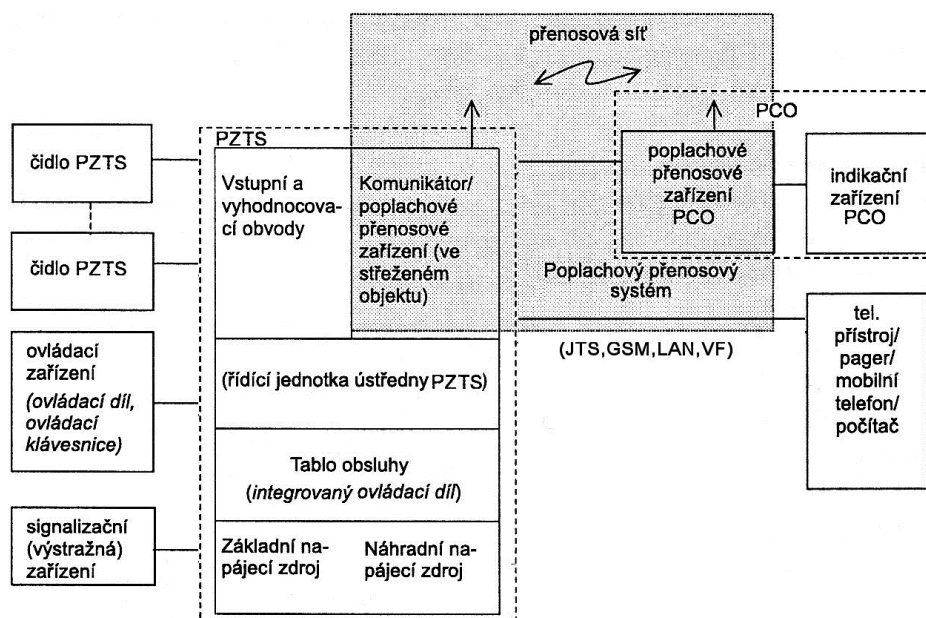 přenosová síť
PCO
PZTS
čidlo PZTS
čidlo PZTS
ovládací
zařízení
(ovládací díl,
ovládací
klávesnice)
signalizační
(výstražná)
zařízení
Vstupní a
vyhodnocova-
cí obvody
Komunikátor/
poplachové
přenosové
zařízení (ve
střeženém
objektu)
(řídící jednotka ústředny PZTS)
Tablo obsluhy
(integrovaný ovládací díl)
Základní na-
pájecí zdroj
Náhradní na-
pájecí zdroj
poplachové
přenosové
zařízení
PCO
indikační
zařízení
PCO
Poplachový přenosový
systém
(JTS,GSM,LAN,VF)
tel.
přístroj/
pager/
mobilní
telefon/
počítač